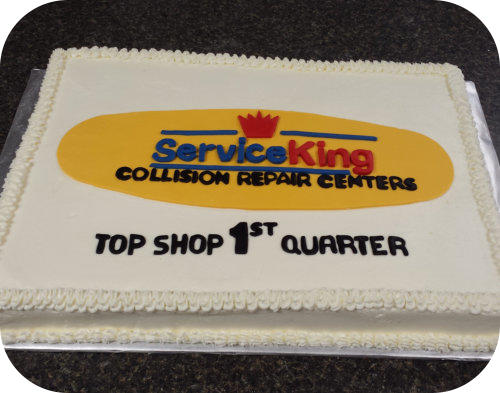 ServiceKing
COLLISION REPAIR CENTERS
TOP SHOP 1ST QUARTER